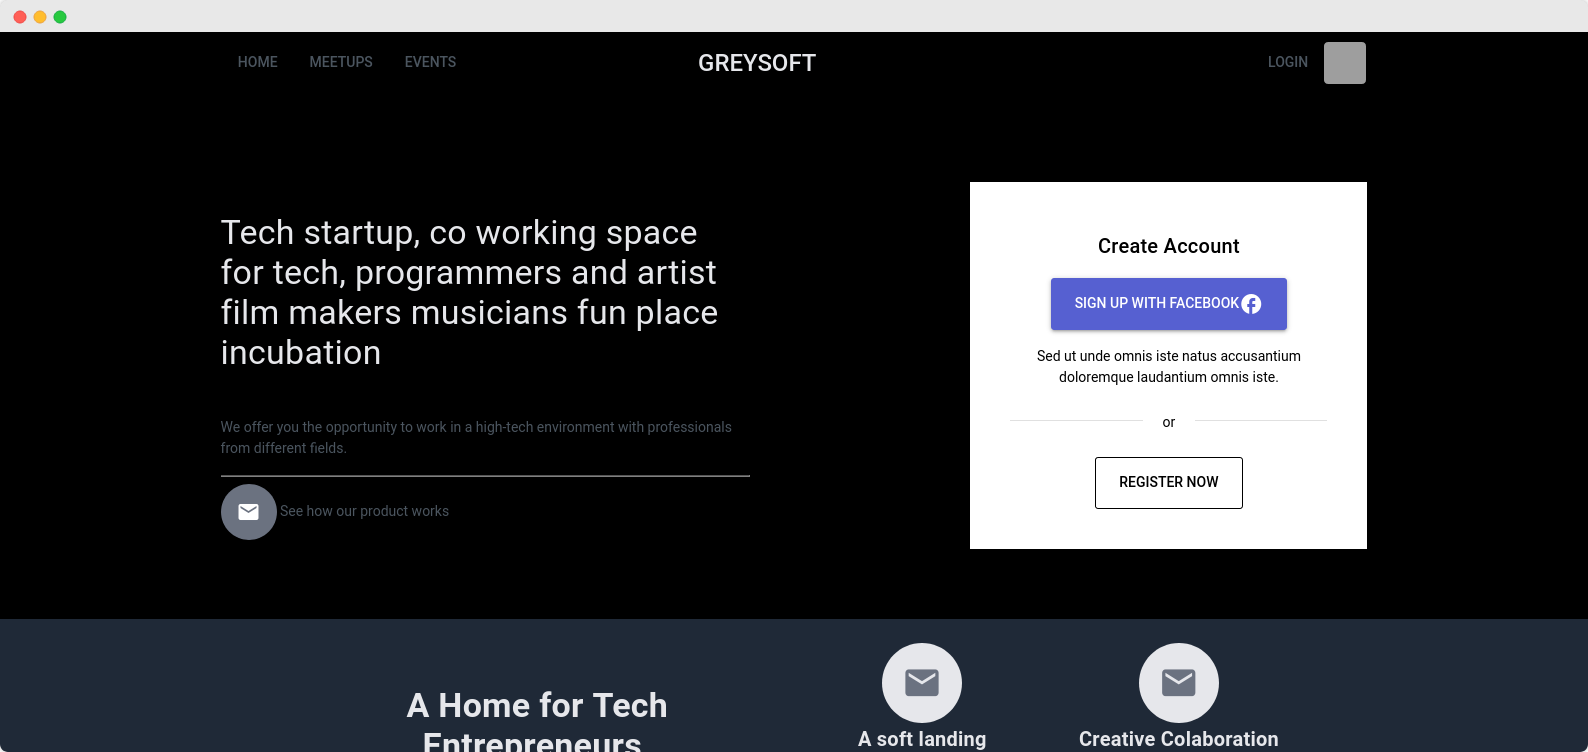 HOME MEETUPS EVENTS GREYSOFT LOGIN
Tech startup, co working space
for tech, programmers and artist
film makers musicians fun place
incubation
We offer you the opportunity to work in a high-tech environment with professionals
from different fields.
See how our product works
Create Account
SIGN UP WITH FACEBOOK
Sed ut unde omnis iste natus accusantium
doloremque laudantium omnis iste.
or
REGISTER NOW
A Home for Tech
Entrepreneurs
A soft landing
Creative Colaboration